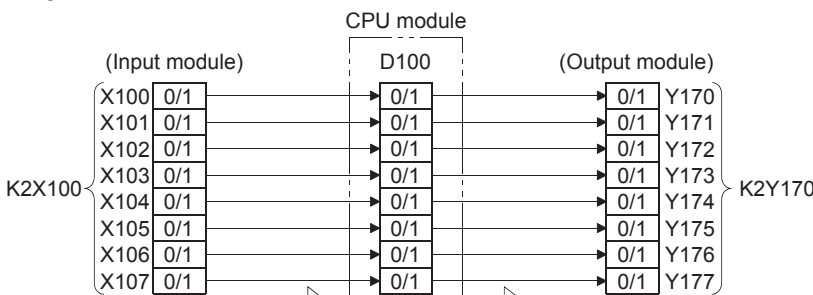 CPU module
(Input module) D100 (Output module)
X100 0/1 0/1 0/1 Y170
X101 0/1 0/1 0/1 Y171
X102 0/1 0/1 0/1 Y172
X103 0/1 0/1 0/1 Y173
K2X100 K2Y170
X104 0/1 0/1 0/1 Y174
X105 0/1 0/1 0/1 Y175
X106 0/1 0/1 0/1 Y176
X107 0/1 0/1 0/1 Y177